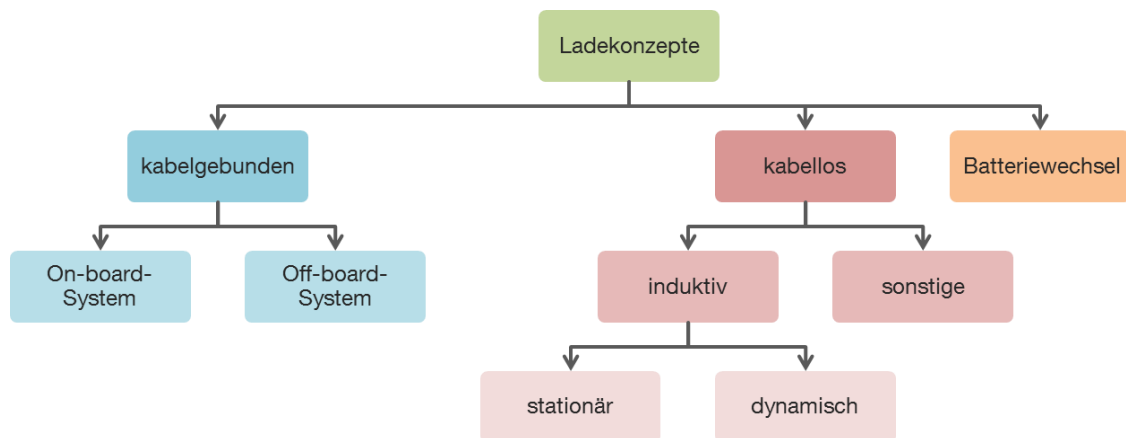 Ladekonzepte
kabelgebunden
kabellos
Batteriewechsel
On-board-
System
Off-board-
System
induktiv
sonstige
stationär
dynamisch